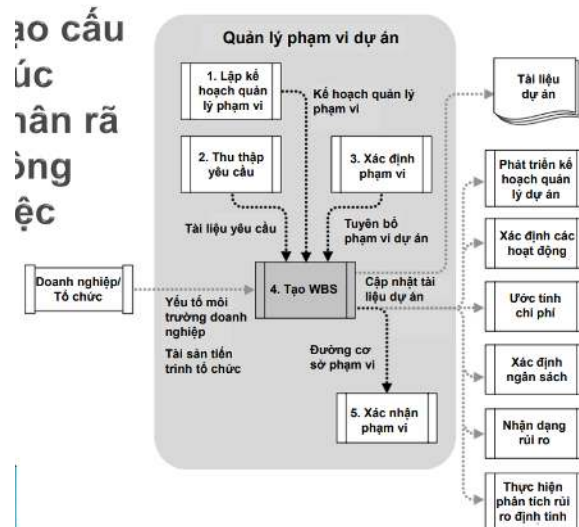 ạo cấu
úc
hân rã
ông
ệc
Quản lý phạm vi dự án
1. Lập kế
hoạch quản
lý phạm vi
Kế hoạch quản lý
phạm vi
Tài liệu
dự án
2. Thu thập
yêu cầu
3. Xác định
phạm vi
Phát triển kế
hoạch quản
lý dự án
Tài liệu yêu cầu
Tuyên bố
phạm vi dự án
Xác định các
hoạt động
Doanh nghiệp/
Tổ chức
4. Tạo WBS
Cập nhật tài
liệu dự án
Yếu tố môi
trường doanh
nghiệp
Tài sản tiến
trình tổ chức
Ước tính
chi phí
Đường cơ
sở phạm vi
Xác định
ngân sách
5. Xác nhận
phạm vi
Nhận dạng
rủi ro
Thực hiện
phân tích rủi
ro định tính